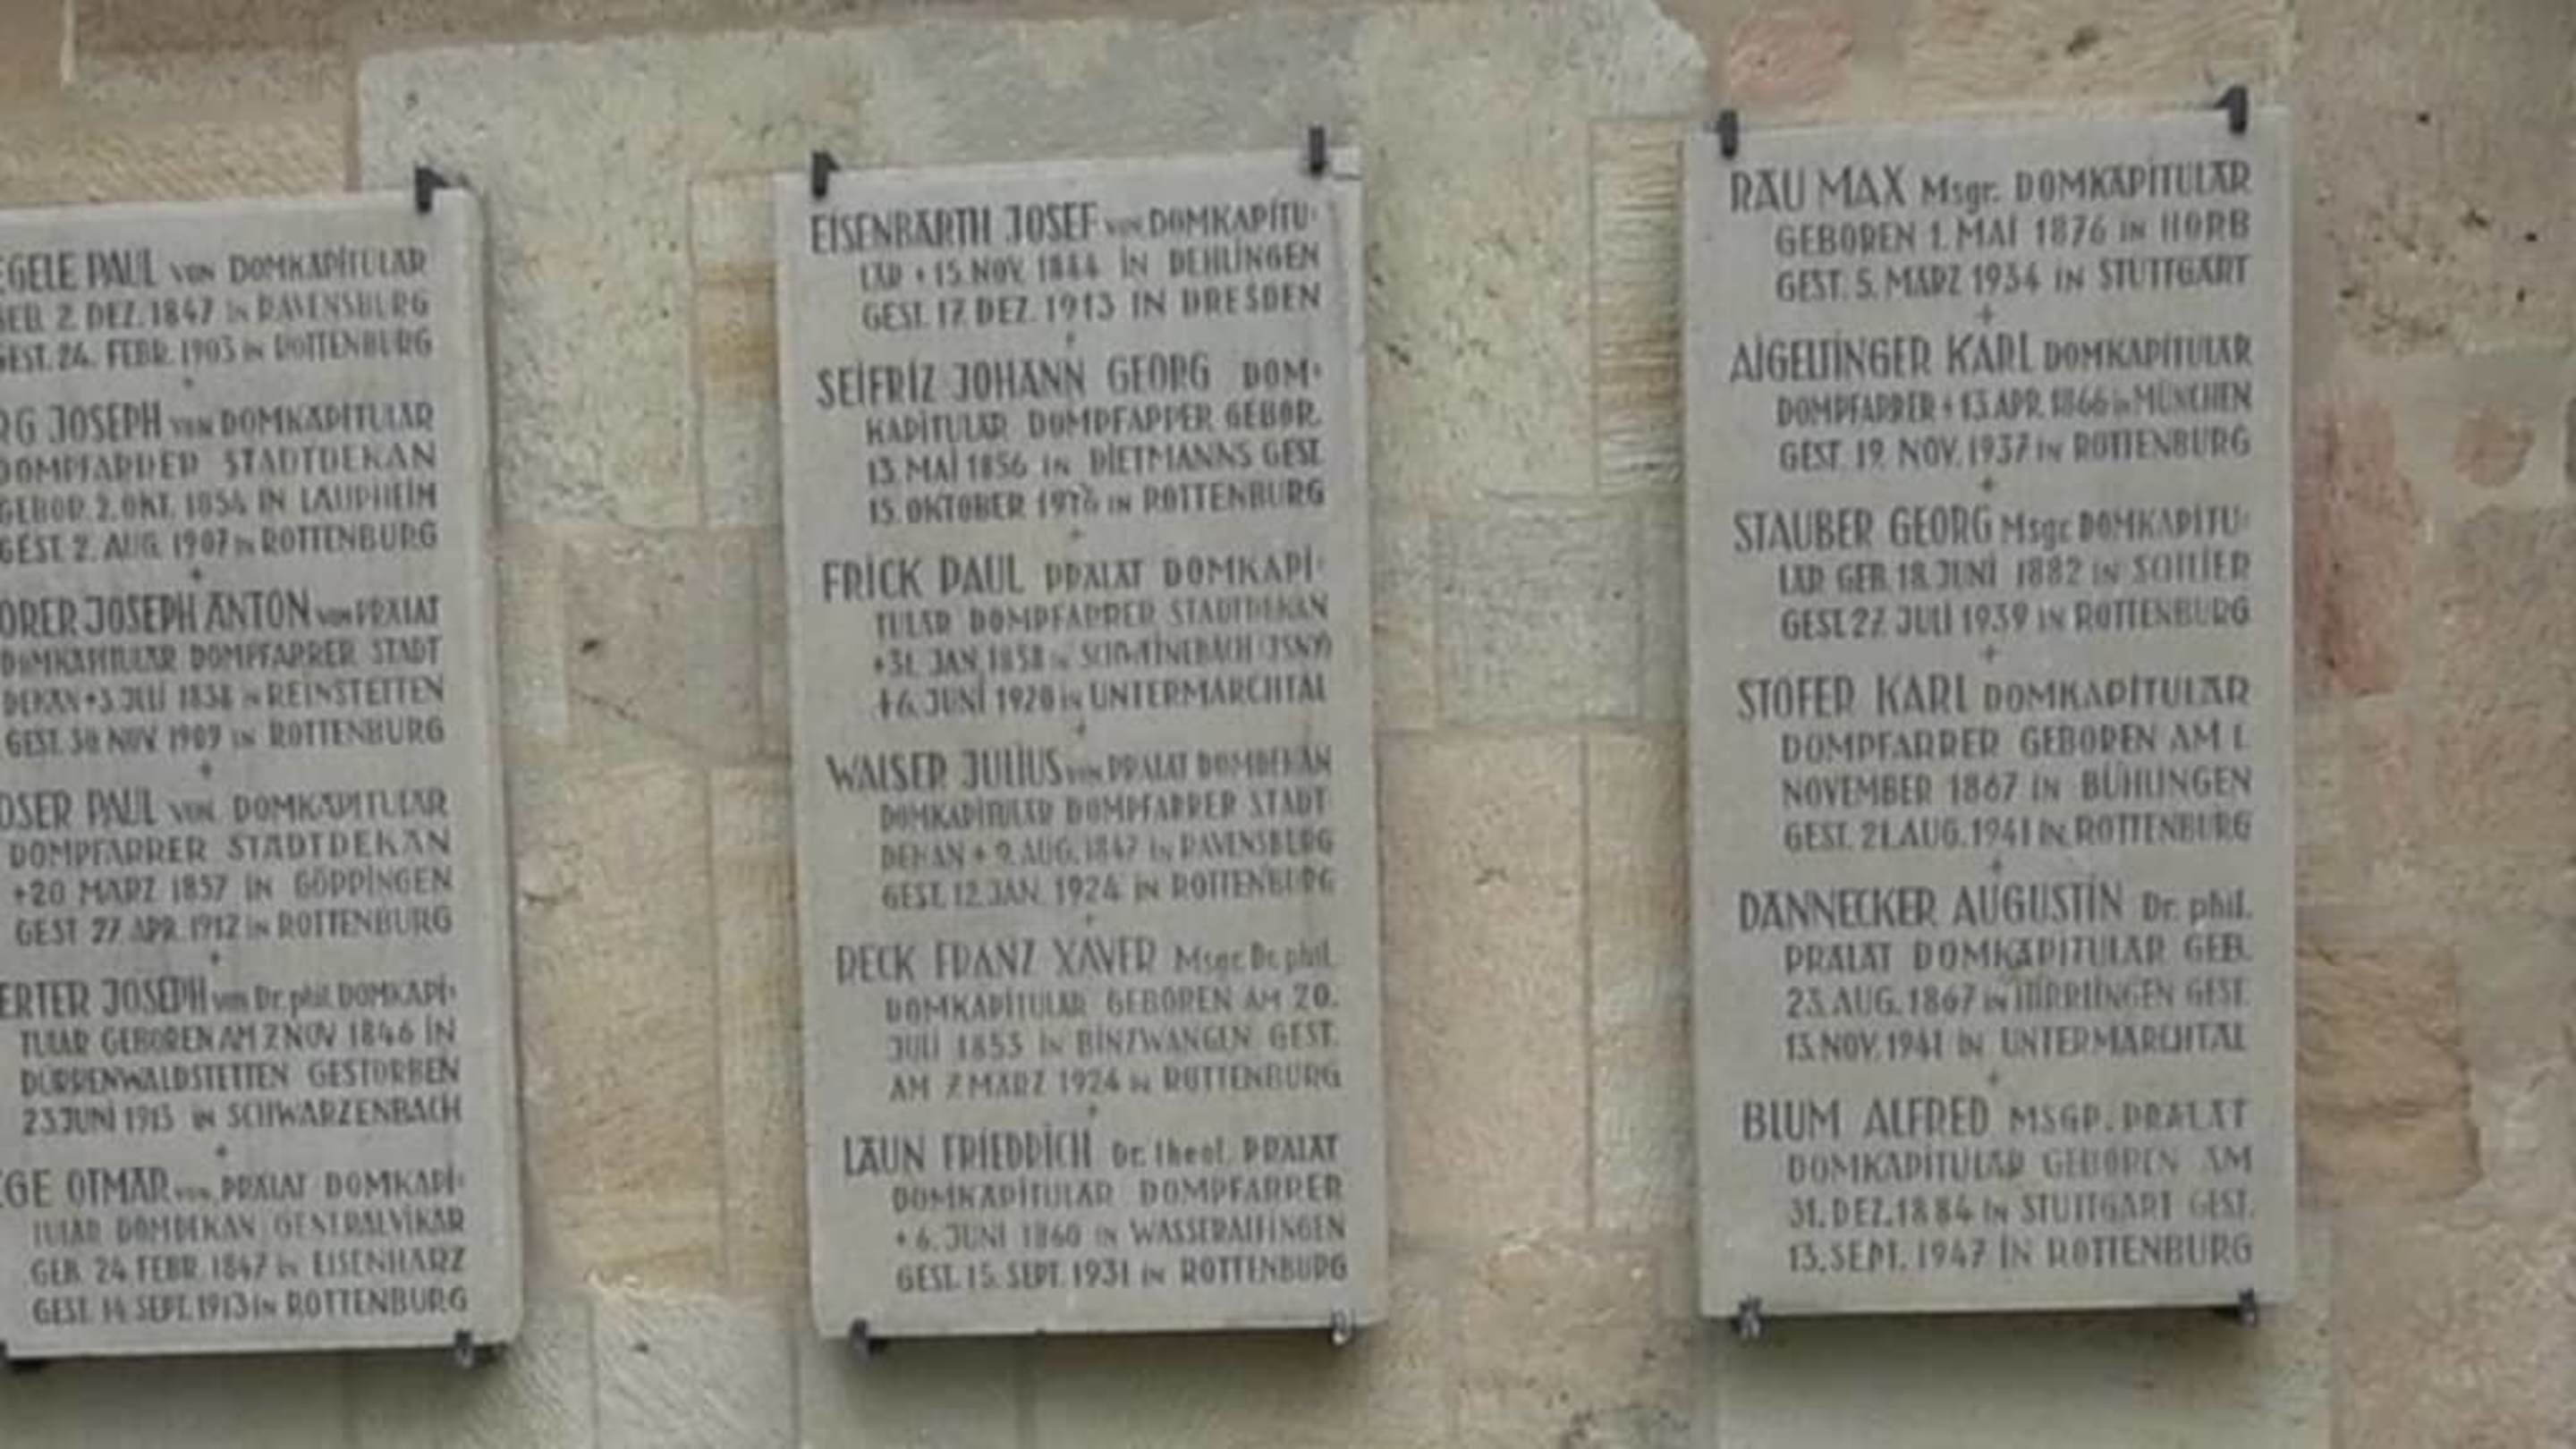 EGELE PAUL VON DOMKAPITULAR
GEB. 2. DEZ. 1847 IN RAVENSBURG
GEST. 24. FEBR. 1903 IN ROTTENBURG
RG JOSEPH VON DOMKAPITULAR
DOMPFARRER STADTDEKAN
GEBOR. 2. OKT. 1854 IN LAUPHEIM
GEST. 2. AUG. 1907 IN ROTTENBURG
ORER JOSEPH ANTON VON PRALAT
DOMKAPITULAR DOMPFARRER STADT
DEKAN * 3. JULI 1838 IN REINSTETTEN
GEST. 30 NOV. 1909 IN ROTTENBURG
OSER PAUL VON DOMKAPITULAR
DOMPFARRER STADTDEKAN
*20 MARZ 1857 IN GÖPPINGEN
GEST 27. APR. 1912 IN ROTTENBURG
ERTER JOSEPH von Dr. phil. DOMKAPI-
TULAR GEBOREN AM 7. NOV 1846 IN
DÜRRENWALDSTETTEN GESTORBEN
23 JUNI 1913 IN SCHWARZENBACH
EGE OTMAR VON PRALAT DOMKAPI-
TULAR DOMDEKAN GENERALVIKAR
GEB. 24. FEBR. 1847 in EISENHARZ
GEST. 14. SEPT. 1913 IN ROTTENBURG
EISENBARTH JOSEF VON DOMKAPITU-
LAR * 15. NOV. 1844 IN DEHLINGEN
GEST. 17. DEZ. 1913 IN DRESDEN
SEIFRIZ JOHANN GEORG DOM-
KAPITULAR DOMPFARRER GEBOR.
13. MAI 1856 IN DIETMANNS GEST.
15. OKTOBER IN ROTTENBURG
FRICK PAUL PRALAT DOMKAPI-
TULAR DOMPFARRER STADTDEKAN
*31. JAN. 1858 IN SCHWEINEBACH (ISNY)
+6. JUNI 1920 IN UNTERMARCHTAL
WALSER JULIUS VON PRALAT DOMDEKAN
DOMKAPITULAR DOMPFARRER STADT
DEKAN * 9. AUG. 1847 IN RAVENSBURG
GEST. 12. JAN. 1924 IN ROTTENBURG
RECK FRANZ XAVER Msgr. Dr. phil.
DOMKAPITULAR GEBOREN AM 20.
JULI 1853 IN BINZWANGEN GEST.
AM 7. MARZ 1924 IN ROTTENBURG
LAUN FRIEDRICH Dr. theol. PRALAT
DOMKAPITULAR DOMPFARRER
* 6. JUNI 1860 IN WASSERALFINGEN
GEST. 15. SEPT. 1931 IN ROTTENBURG
RAU MAX Msgr. DOMKAPITULAR
GEBOREN 1. MAI 1876 IN HORB
GEST. 5. MARZ 1934 IN STUTTGART
AIGELTINGER KARL DOMKAPITULAR
DOMPFARRER * 13. APR. 1866 in MÜNCHEN
GEST. 19. NOV. 1937 IN ROTTENBURG
STAUBER GEORG Msgr. DOMKAPITU-
LAR GEB. 18. JUNI 1882 IN SONTHEIM
GEST. 27. JULI 1939 IN ROTTENBURG
STOFER KARL DOMKAPITULAR
DOMPFARRER GEBOREN AM 1.
NOVEMBER 1867 IN BÜHLINGEN
GEST. 21. AUG. 1941 IN ROTTENBURG
DANNECKER AUGUSTIN Dr. phil.
PRALAT DOMKAPITULAR GEB.
23. AUG. 1867 IN HIRRLINGEN GEST.
13. NOV. 1941 IN UNTERMARCHTAL
BLUM ALFRED MSGR. PRALAT
DOMKAPITULAR GEBOREN AM
31. DEZ. 1884 IN STUTTGART GEST.
13. SEPT. 1947 IN ROTTENBURG